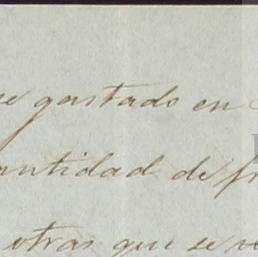 gastado en
cantidad de
otras que se